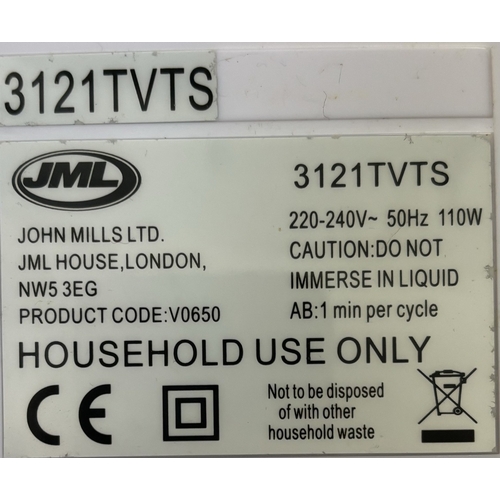 3121TVTS
JML
3121TVTS
JOHN MILLS LTD.
JML HOUSE,LONDON,
NW5 3EG
PRODUCT CODE:V0650
220-240V~ 50Hz 110W
CAUTION:DO NOT
IMMERSE IN LIQUID
AB:1 min per cycle
HOUSEHOLD USE ONLY
CE
Not to be disposed
of with other
household waste